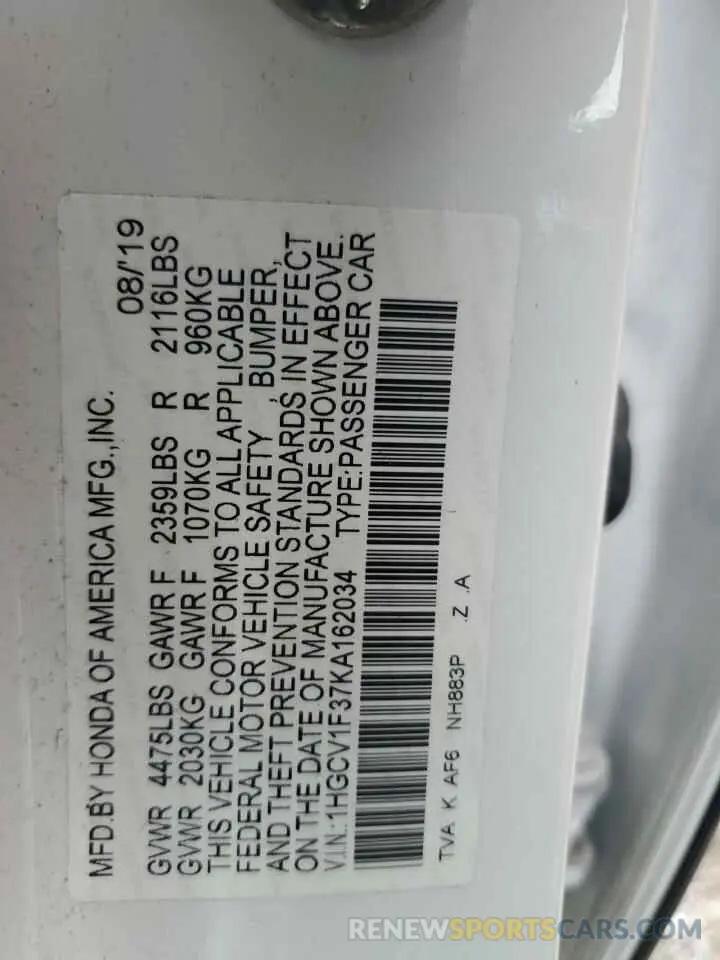 MFD.BY HONDA OF AMERICA MFG.,INC. 08/'19
GVWR 4475LBS GAWR F 2359LBS R 2116LBS
GVWR 2030KG GAWR F 1070KG R 960KG
THIS VEHICLE CONFORMS TO ALL APPLICABLE
FEDERAL MOTOR VEHICLE SAFETY , BUMPER,
AND THEFT PREVENTION STANDARDS IN EFFECT
ON THE DATE OF MANUFACTURE SHOWN ABOVE.
V.I.N.:1HGCV1F37KA162034 TYPE:PASSENGER CAR
TVA K AF6 NH883P .Z .A
RENEWSPORTSCARS.COM